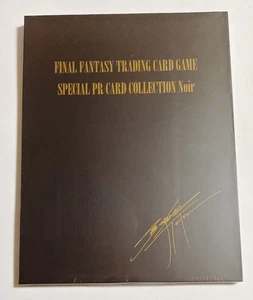 FINAL FANTASY TRADING CARD GAME
SPECIAL PR CARD COLLECTION Noir